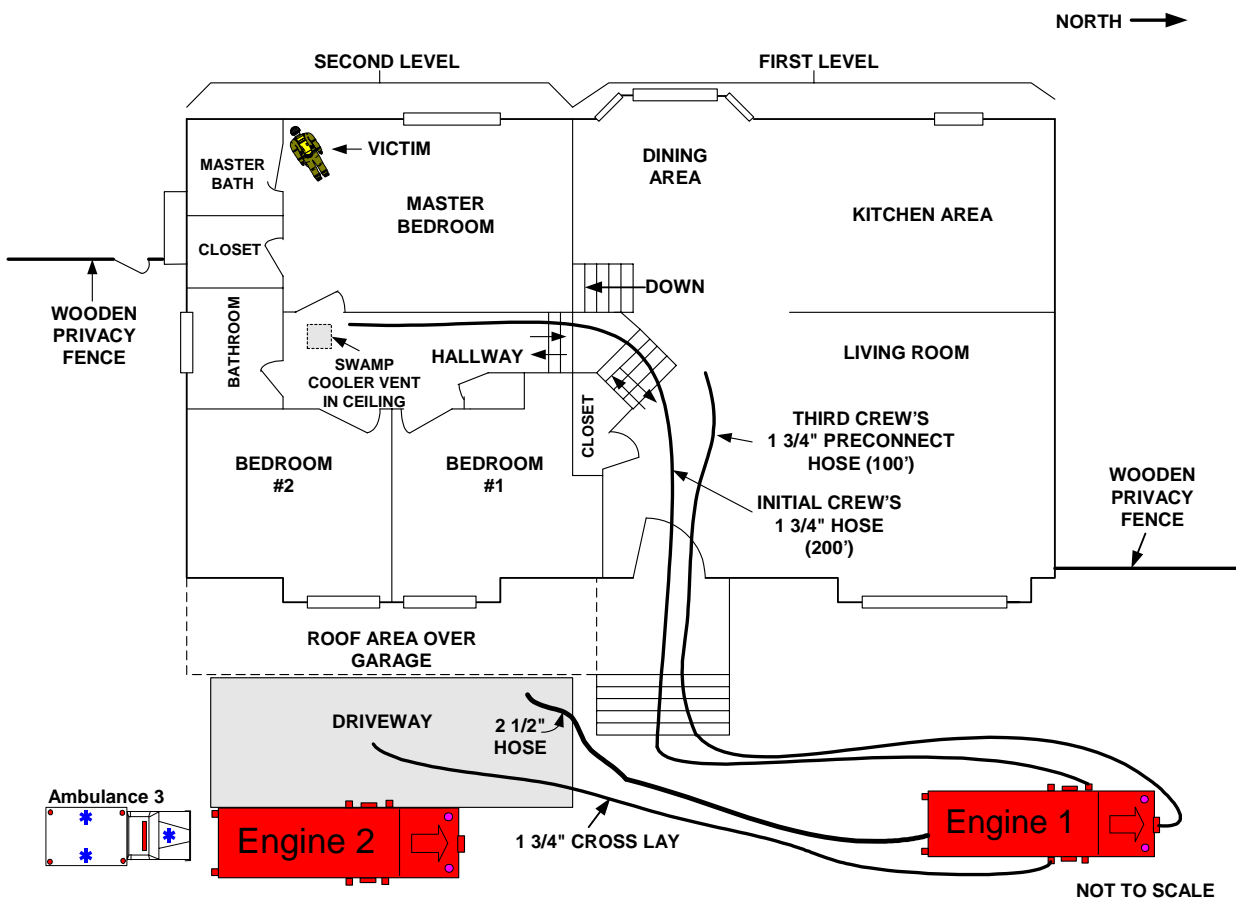 NORTH
SECOND LEVEL
FIRST LEVEL
VICTIM
MASTER
BATH
DINING
AREA
MASTER
BEDROOM
KITCHEN AREA
CLOSET
DOWN
WOODEN
PRIVACY
FENCE
BATHROOM
HALLWAY
SWAMP
COOLER VENT
IN CEILING
LIVING ROOM
CLOSET
THIRD CREW'S
1 3/4" PRECONNECT
HOSE (100')
BEDROOM
#2
BEDROOM
#1
INITIAL CREW'S
1 3/4" HOSE
(200')
WOODEN
PRIVACY
FENCE
ROOF AREA OVER
GARAGE
DRIVEWAY
2 1/2"
HOSE
Ambulance 3
Engine 2
1 3/4" CROSS LAY
Engine 1
NOT TO SCALE